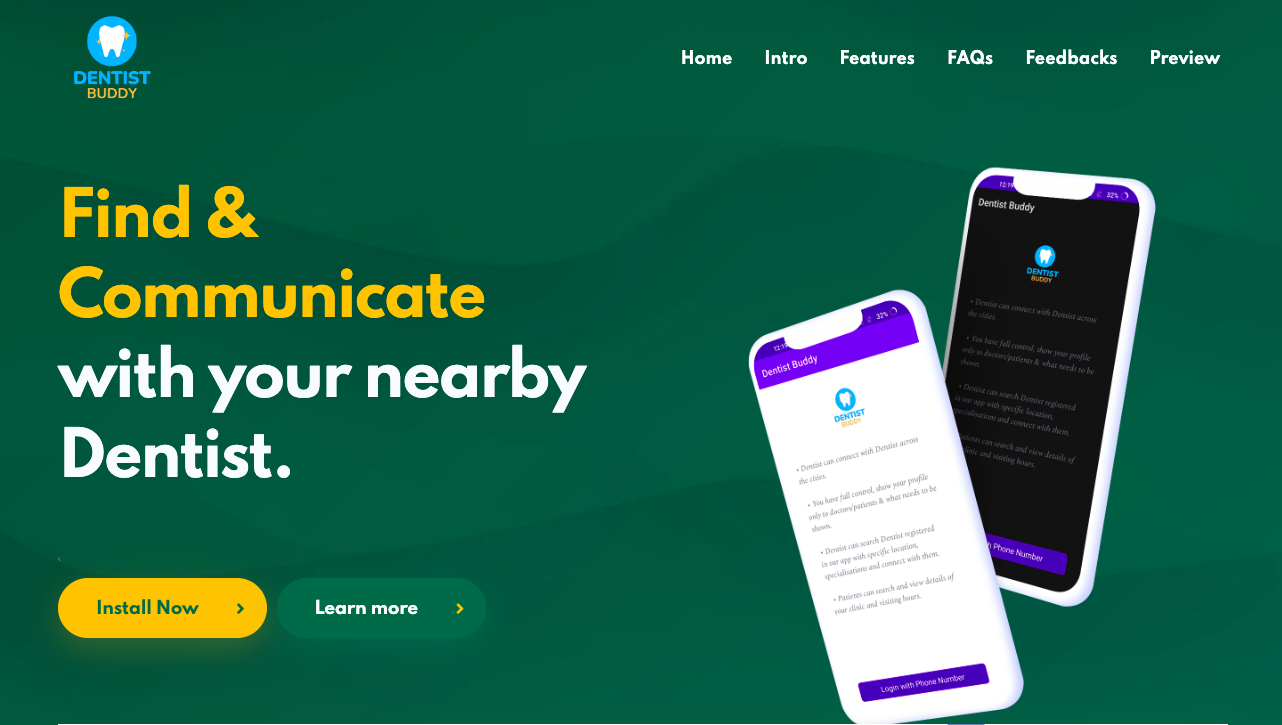 DENTIST
BUDDY
Home
Intro
Features
FAQs
Feedbacks
Preview
Find &
Communicate
with your nearby
Dentist.
Install Now
Learn more
12:19
32%
Dentist Buddy
DENTIST
BUDDY
• Dentist can connect with Dentist across
the cities.
• You have full control, show your profile
only to doctors/patients & what needs to be
shown.
• Dentist can search Dentist registered
in our app with specific location,
specialisations and connect with them.
• Patients can search and view details of
your clinic and visiting hours.
Login with Phone Number
12:19
32%
Dentist Buddy
DENTIST
BUDDY
• Dentist can connect with Dentist across
the cities.
• You have full control, show your profile
only to doctors/patients & what needs to be
shown.
• Dentist can search Dentist registered
in our app with specific location,
specialisations and connect with them.
search and view details of
clinic and visiting hours.
Phone Number